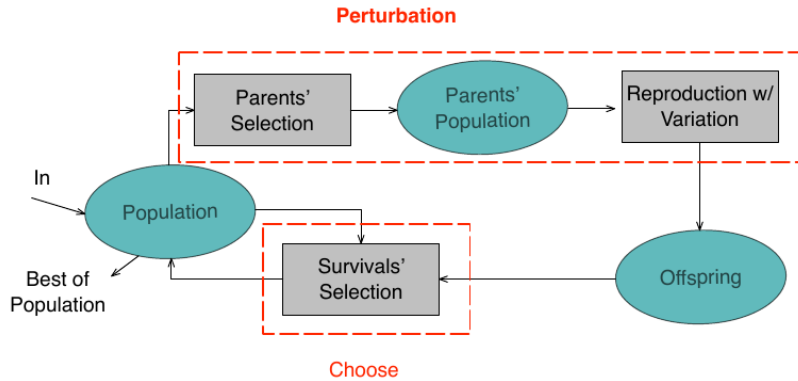 Perturbation
Parents'
Selection
Parents'
Population
Reproduction w/
Variation
In
Population
Best of
Population
Survivals'
Selection
Offspring
Choose